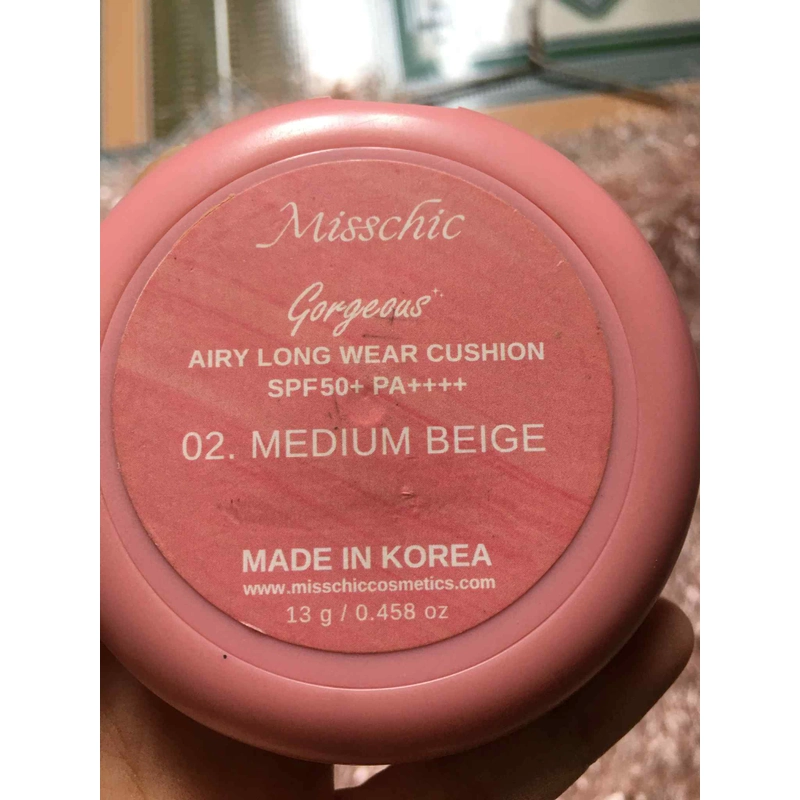 Misschic
Gorgeous
AIRY LONG WEAR CUSHION
SPF50+ PA++++
02. MEDIUM BEIGE
MADE IN KOREA
www.misschiccosmetics.com
13 g / 0.458 oz